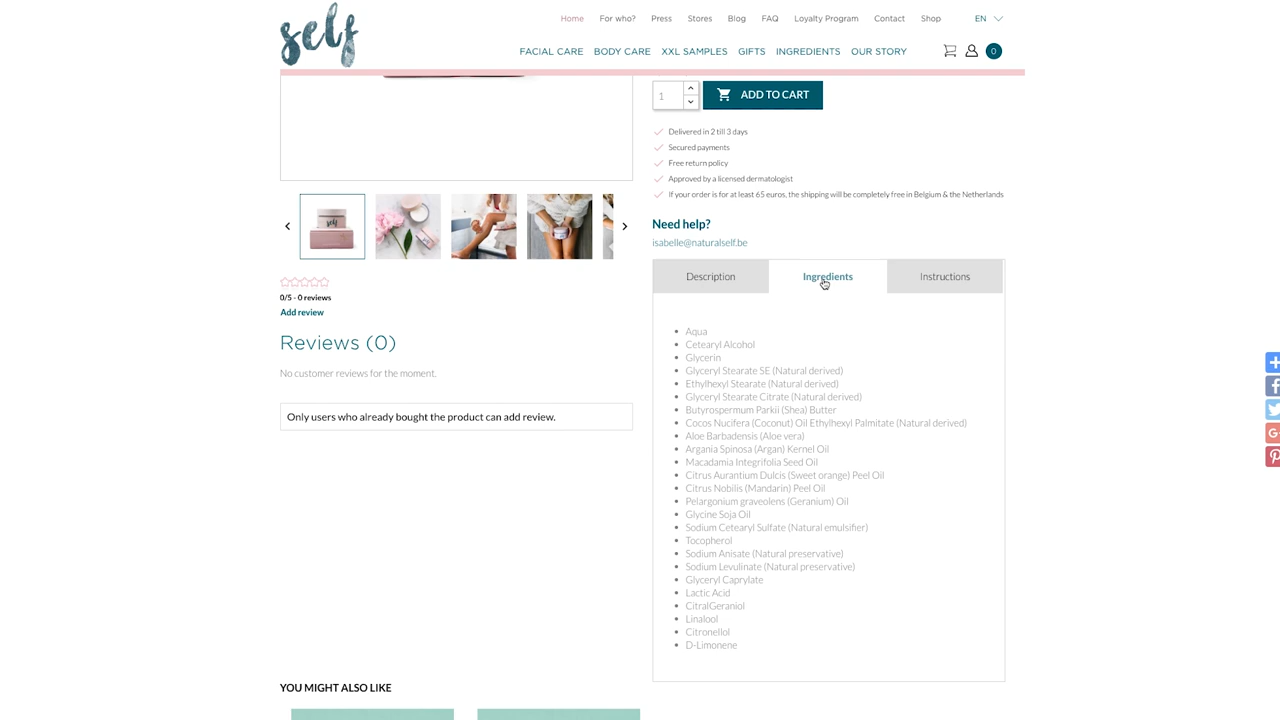 self
Home For who? Press Stores Blog FAQ Loyalty Program Contact Shop EN
FACIAL CARE BODY CARE XXL SAMPLES GIFTS INGREDIENTS OUR STORY 0
1 ADD TO CART
Delivered in 2 till 3 days
Secured payments
Free return policy
Approved by a licensed dermatologist
If your order is for at least 65 euros, the shipping will be completely free in Belgium & the Netherlands
Need help?
isabelle@naturalself.be
Description Ingredients Instructions
0/5 - 0 reviews
Add review
Reviews (0)
No customer reviews for the moment.
Only users who already bought the product can add review.
Aqua
Cetearyl Alcohol
Glycerin
Glyceryl Stearate SE (Natural derived)
Ethylhexyl Stearate (Natural derived)
Glyceryl Stearate Citrate (Natural derived)
Butyrospermum Parkii (Shea) Butter
Cocos Nucifera (Coconut) Oil Ethylhexyl Palmitate (Natural derived)
Aloe Barbadensis (Aloe vera)
Argania Spinosa (Argan) Kernel Oil
Macadamia Integrifolia Seed Oil
Citrus Aurantium Dulcis (Sweet orange) Peel Oil
Citrus Nobilis (Mandarin) Peel Oil
Pelargonium graveolens (Geranium) Oil
Glycine Soja Oil
Sodium Cetearyl Sulfate (Natural emulsifier)
Tocopherol
Sodium Anisate (Natural preservative)
Sodium Levulinate (Natural preservative)
Glyceryl Caprylate
Lactic Acid
CitralGeraniol
Linalool
Citronellol
D-Limonene
YOU MIGHT ALSO LIKE